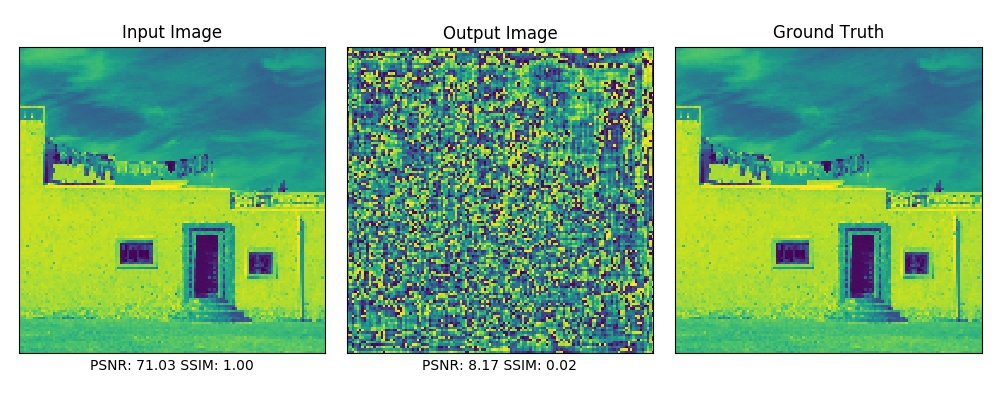 Input Image
Output Image
Ground Truth
PSNR: 71.03 SSIM: 1.00
PSNR: 8.17 SSIM: 0.02